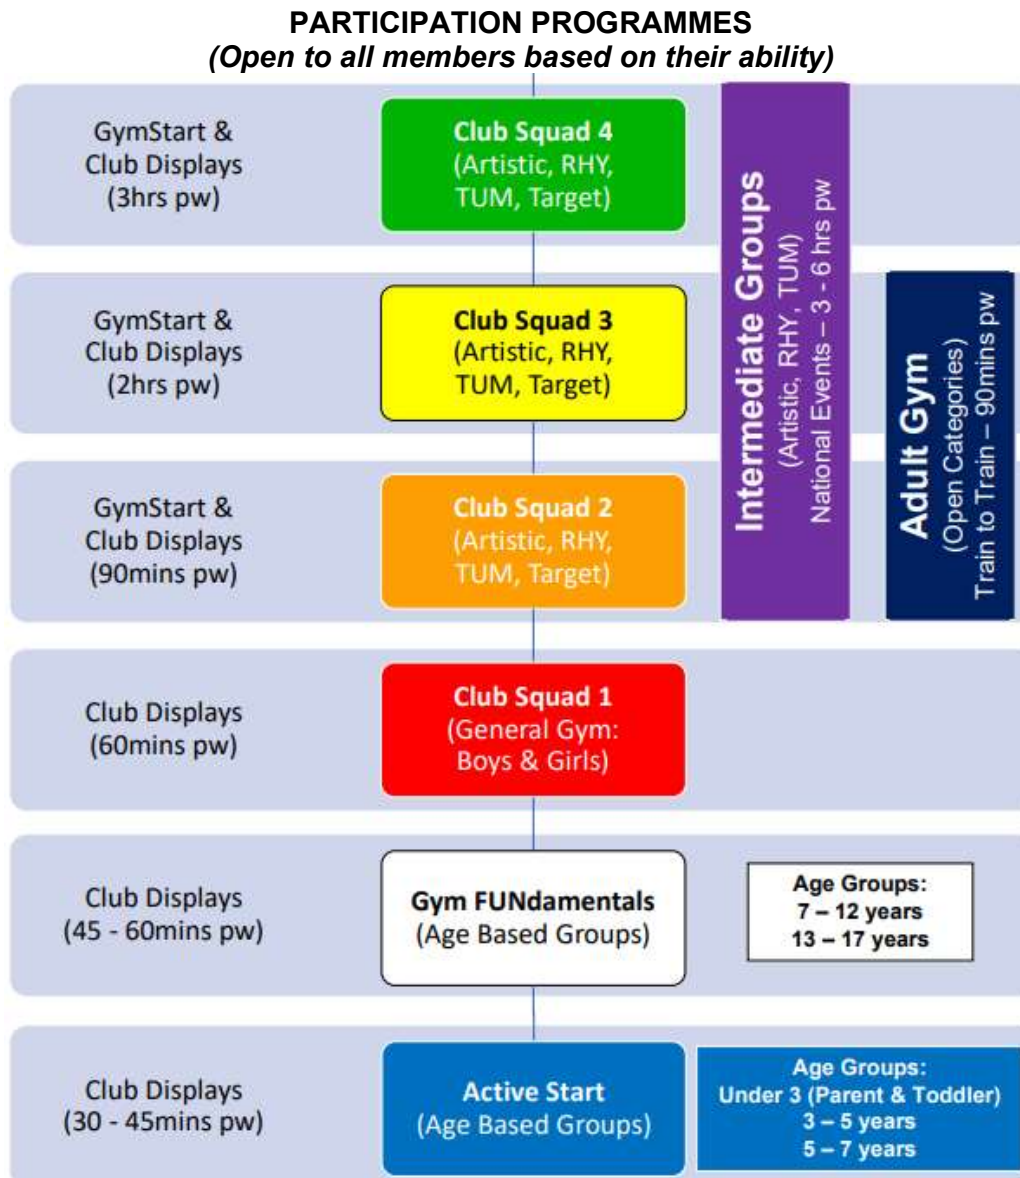 PARTICIPATION PROGRAMMES
(Open to all members based on their ability)
GymStart &
Club Displays
(3hrs pw)
Club Squad 4
(Artistic, RHY,
TUM, Target)
Intermediate Groups
(Artistic, RHY, TUM)
National Events – 3 - 6 hrs pw
GymStart &
Club Displays
(2hrs pw)
Club Squad 3
(Artistic, RHY,
TUM, Target)
Adult Gym
(Open Categories)
Train to Train – 90mins pw
GymStart &
Club Displays
(90mins pw)
Club Squad 2
(Artistic, RHY,
TUM, Target)
Club Displays
(60mins pw)
Club Squad 1
(General Gym:
Boys & Girls)
Club Displays
(45 - 60mins pw)
Gym FUNdamentals
(Age Based Groups)
Age Groups:
7 – 12 years
13 – 17 years
Club Displays
(30 - 45mins pw)
Active Start
(Age Based Groups)
Age Groups:
Under 3 (Parent & Toddler)
3 – 5 years
5 – 7 years